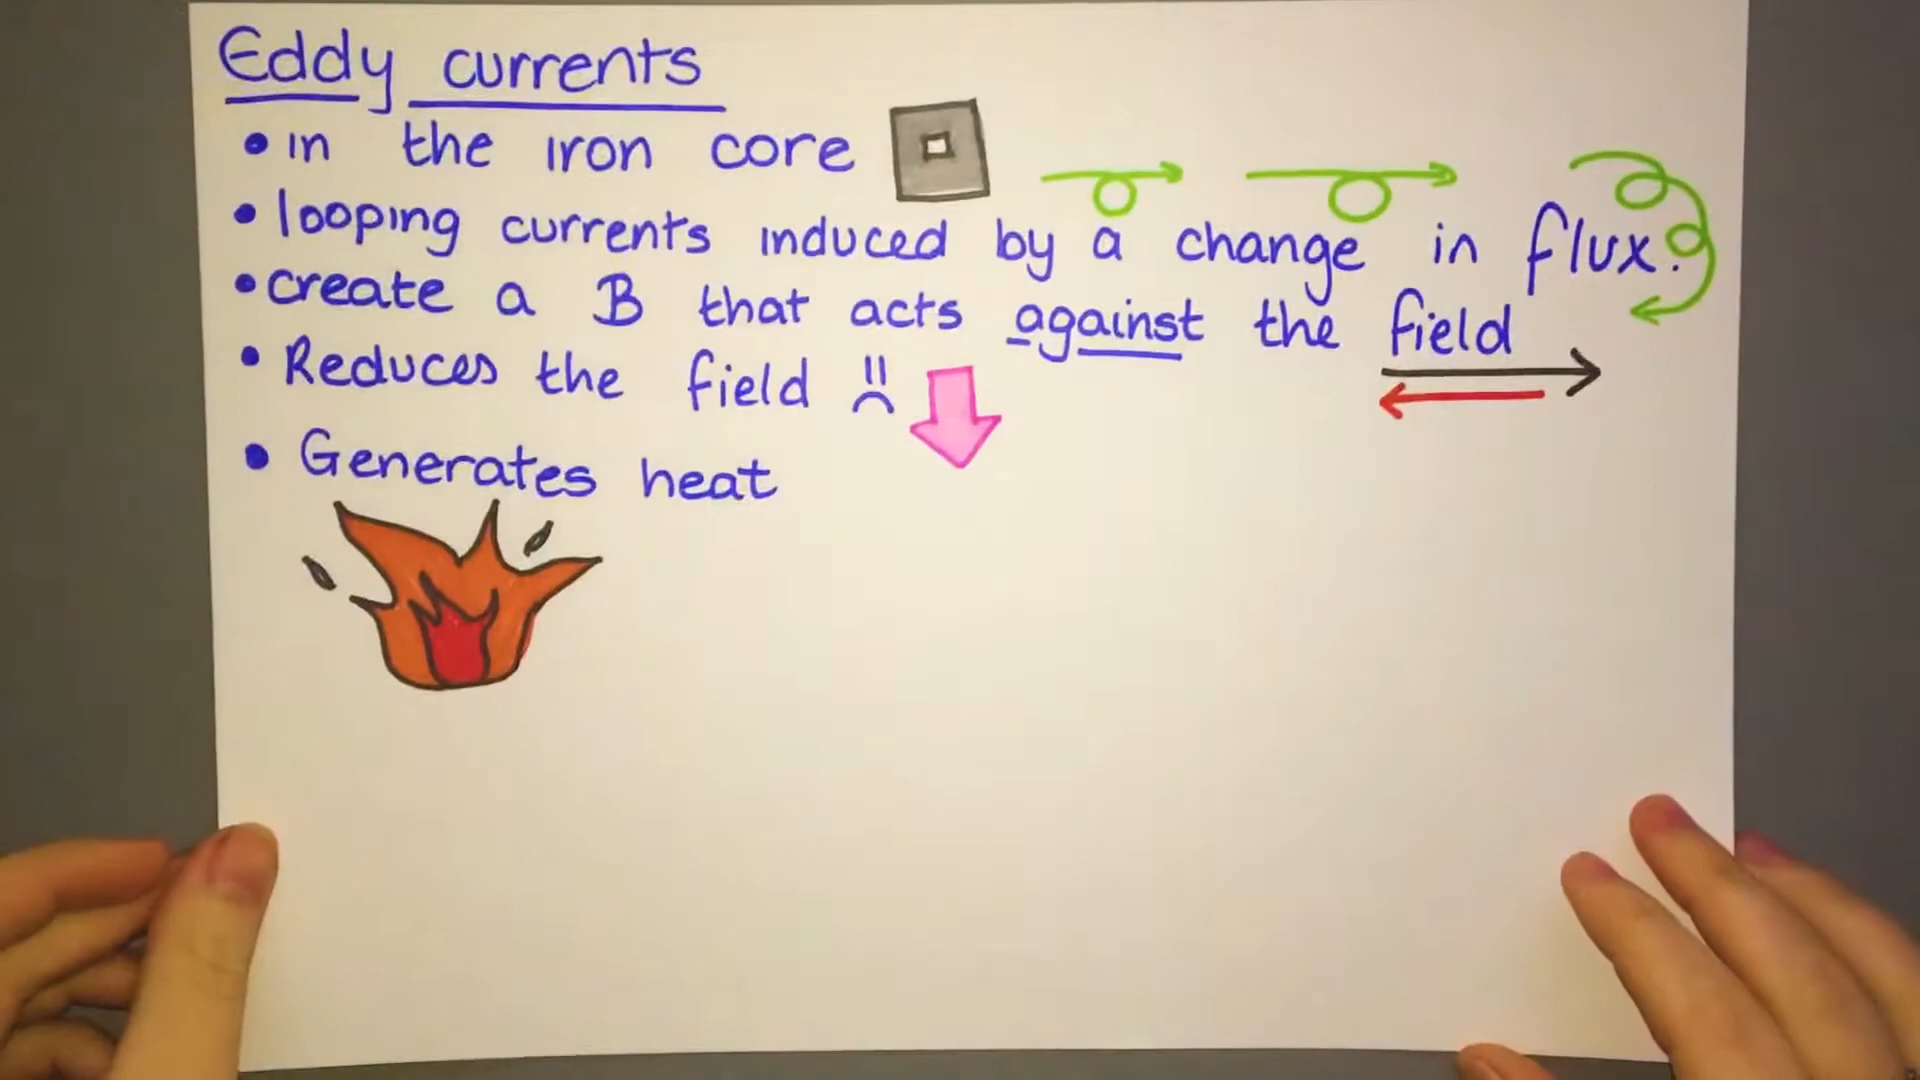 Eddy currents
• in the iron core
• looping currents induced by a change in flux.
• create a B that acts against the field
• Reduces the field
• Generates heat